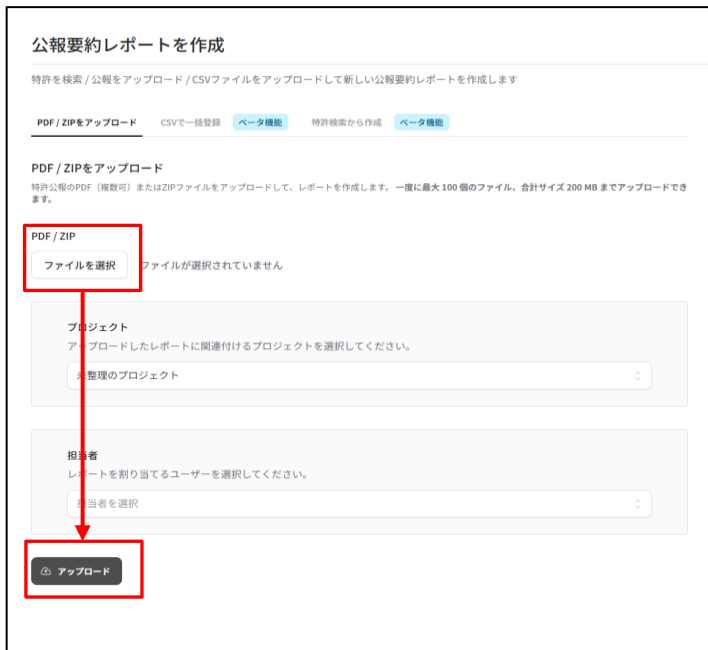 公報要約レポートを作成
特許を検索 / 公報をアップロード / CSVファイルをアップロードして新しい公報要約レポートを作成します
PDF / ZIPをアップロード CSVで一括登録 ベータ機能 特許検索から作成 ベータ機能
PDF / ZIPをアップロード
特許公報のPDF（複数可）またはZIPファイルをアップロードして、レポートを作成します。一度に最大 100 個のファイル、合計サイズ 200 MB までアップロードでき
ます。
PDF / ZIP
ファイルを選択 ファイルが選択されていません
プロジェクト
アップロードしたレポートに関連付けるプロジェクトを選択してください。
未整理のプロジェクト
担当者
レポートを割り当てるユーザーを選択してください。
担当者を選択
アップロード